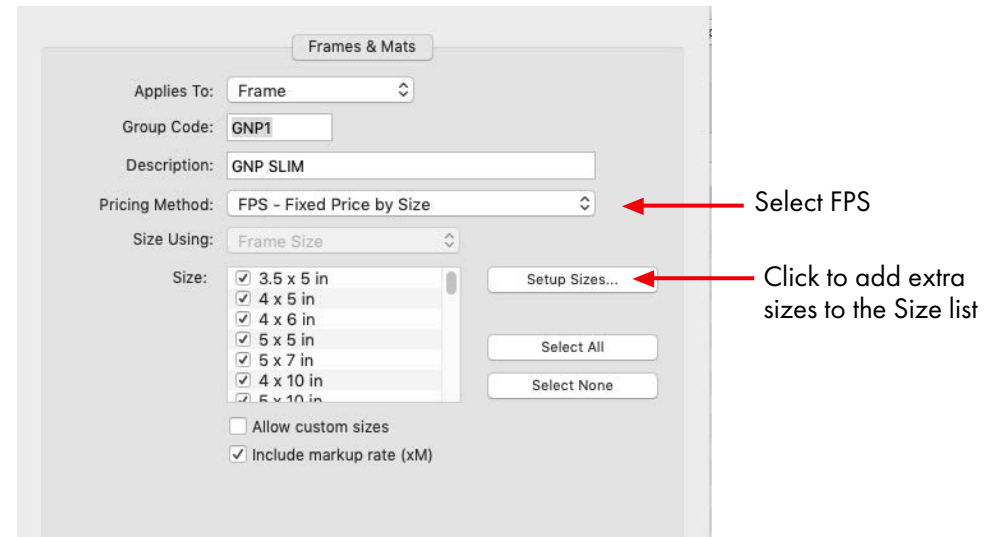 Frames & Mats
Applies To: Frame
Group Code: GNP1
Description: GNP SLIM
Pricing Method: FPS - Fixed Price by Size
Select FPS
Size Using: Frame Size
Size:
3.5 x 5 in
4 x 5 in
4 x 6 in
5 x 5 in
5 x 7 in
4 x 10 in
5 x 10 in
Setup Sizes...
Click to add extra
sizes to the Size list
Select All
Select None
Allow custom sizes
Include markup rate (xM)